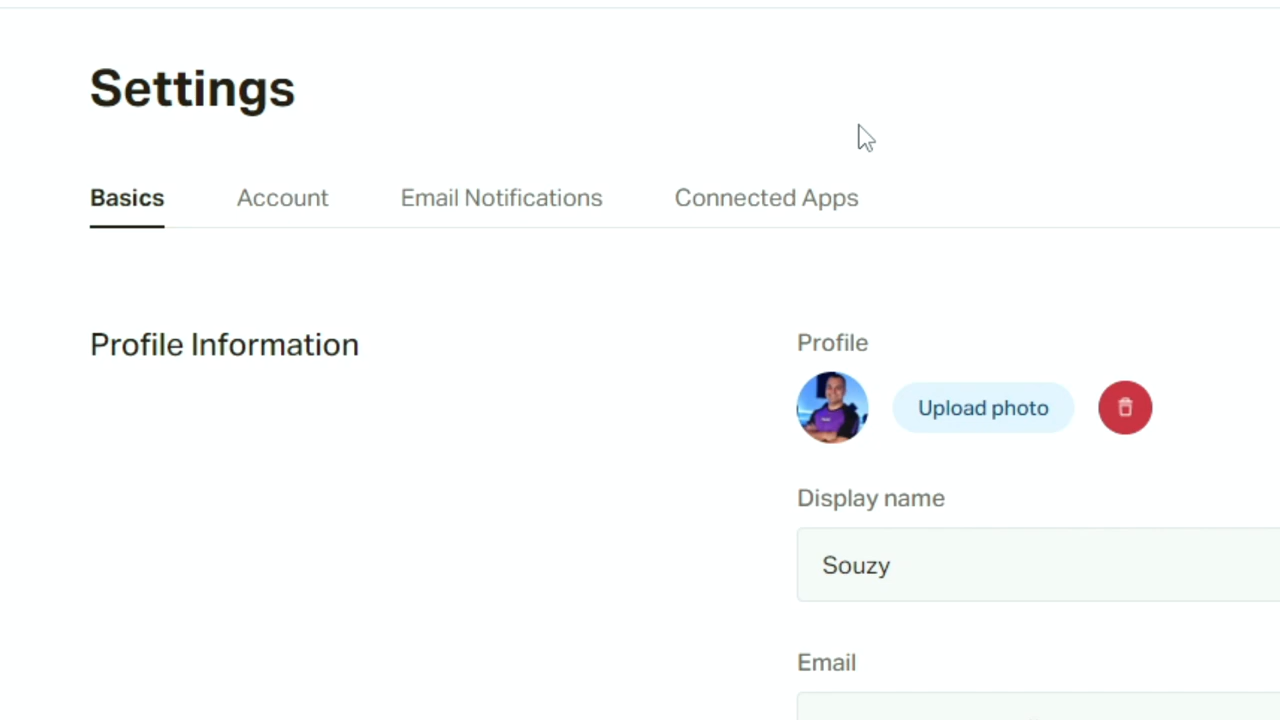 Settings
Basics Account Email Notifications Connected Apps
Profile Information
Profile
Upload photo
Display name
Souzy
Email